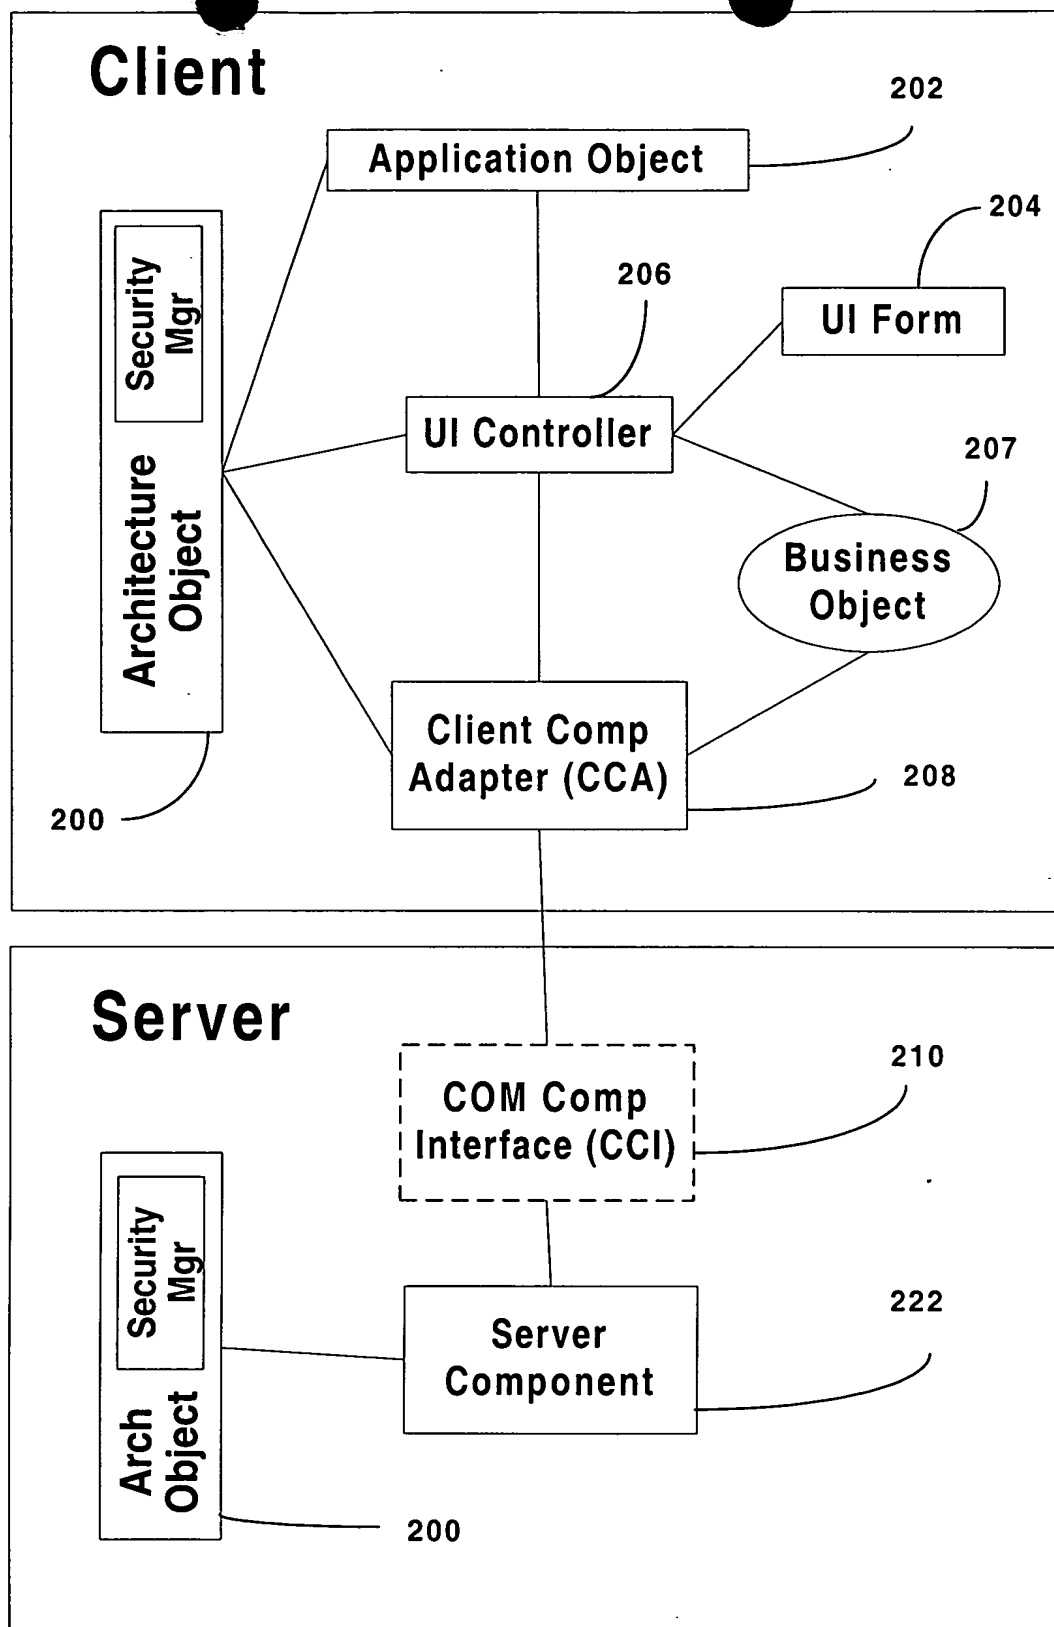 Client
202
Application Object
204
Security
Mgr
206
UI Form
UI Controller
207
Architecture
Object
Business
Object
Client Comp
Adapter (CCA)
208
200
Server
210
COM Comp
Interface (CCI)
Security
Mgr
222
Server
Component
Arch
Object
200